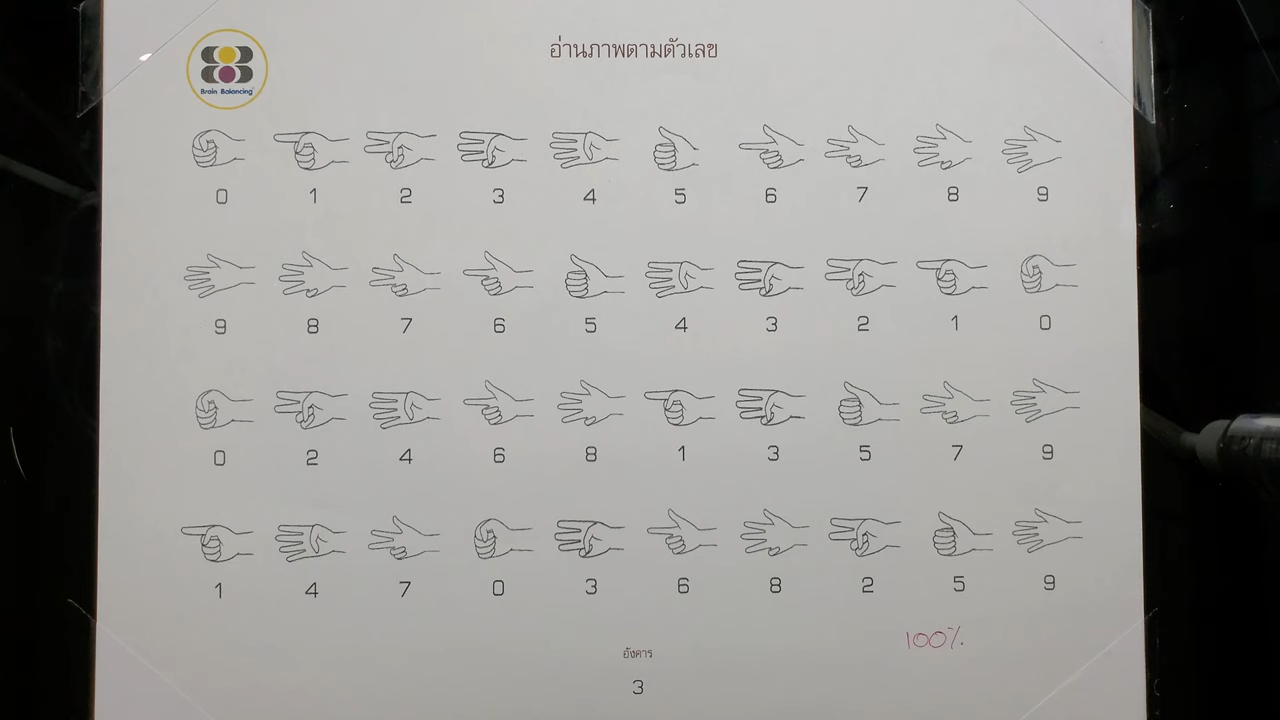 อ่านภาพตามตัวเลข
Brain Balancing
0 1 2 3 4 5 6 7 8 9
9 8 7 6 5 4 3 2 1 0
0 2 4 6 8 1 3 5 7 9
1 4 7 0 3 6 8 2 5 9
100%
อังคาร
3